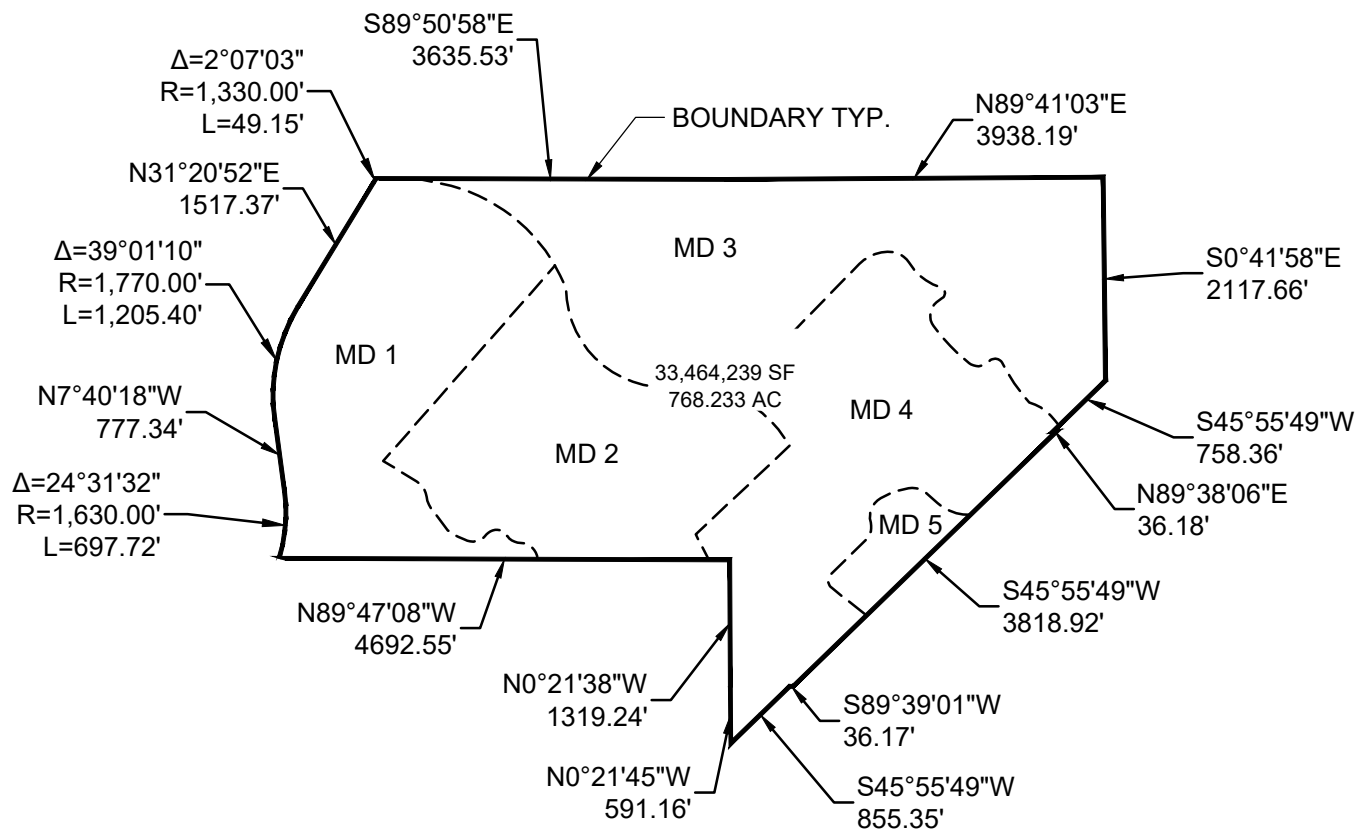 S89°50'58"E
3635.53'
Δ=2°07'03"
R=1,330.00'
L=49.15'
BOUNDARY TYP.
N89°41'03"E
3938.19'
N31°20'52"E
1517.37'
Δ=39°01'10"
R=1,770.00'
L=1,205.40'
MD 3
S0°41'58"E
2117.66'
MD 1
33,464,239 SF
768.233 AC
N7°40'18"W
777.34'
MD 4
S45°55'49"W
758.36'
MD 2
Δ=24°31'32"
R=1,630.00'
L=697.72'
N89°38'06"E
36.18'
MD 5
S45°55'49"W
3818.92'
N89°47'08"W
4692.55'
N0°21'38"W
1319.24'
S89°39'01"W
36.17'
N0°21'45"W
591.16'
S45°55'49"W
855.35'